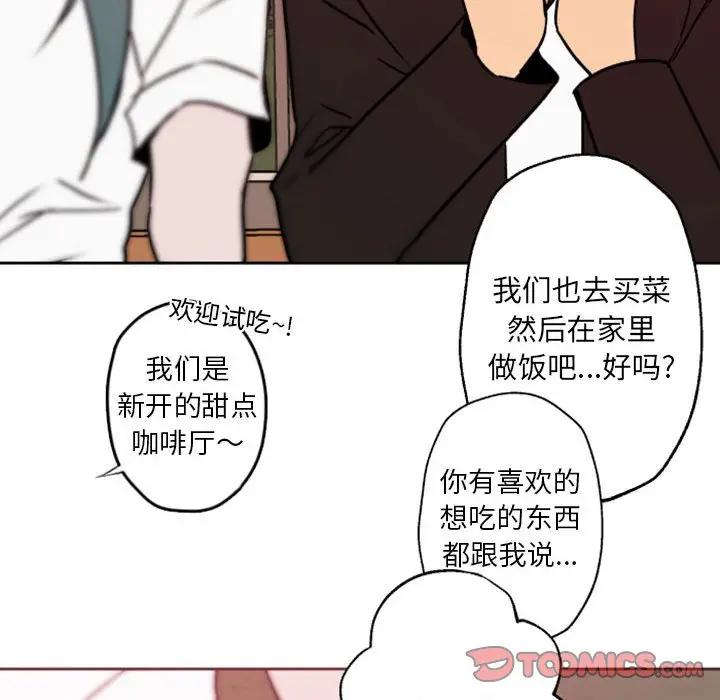 我们也去买菜
然后在家里
做饭吧...好吗?
欢迎试吃~!
我们是
新开的甜点
咖啡厅～
你有喜欢的
想吃的东西
都跟我说...
TOOMICS.COM